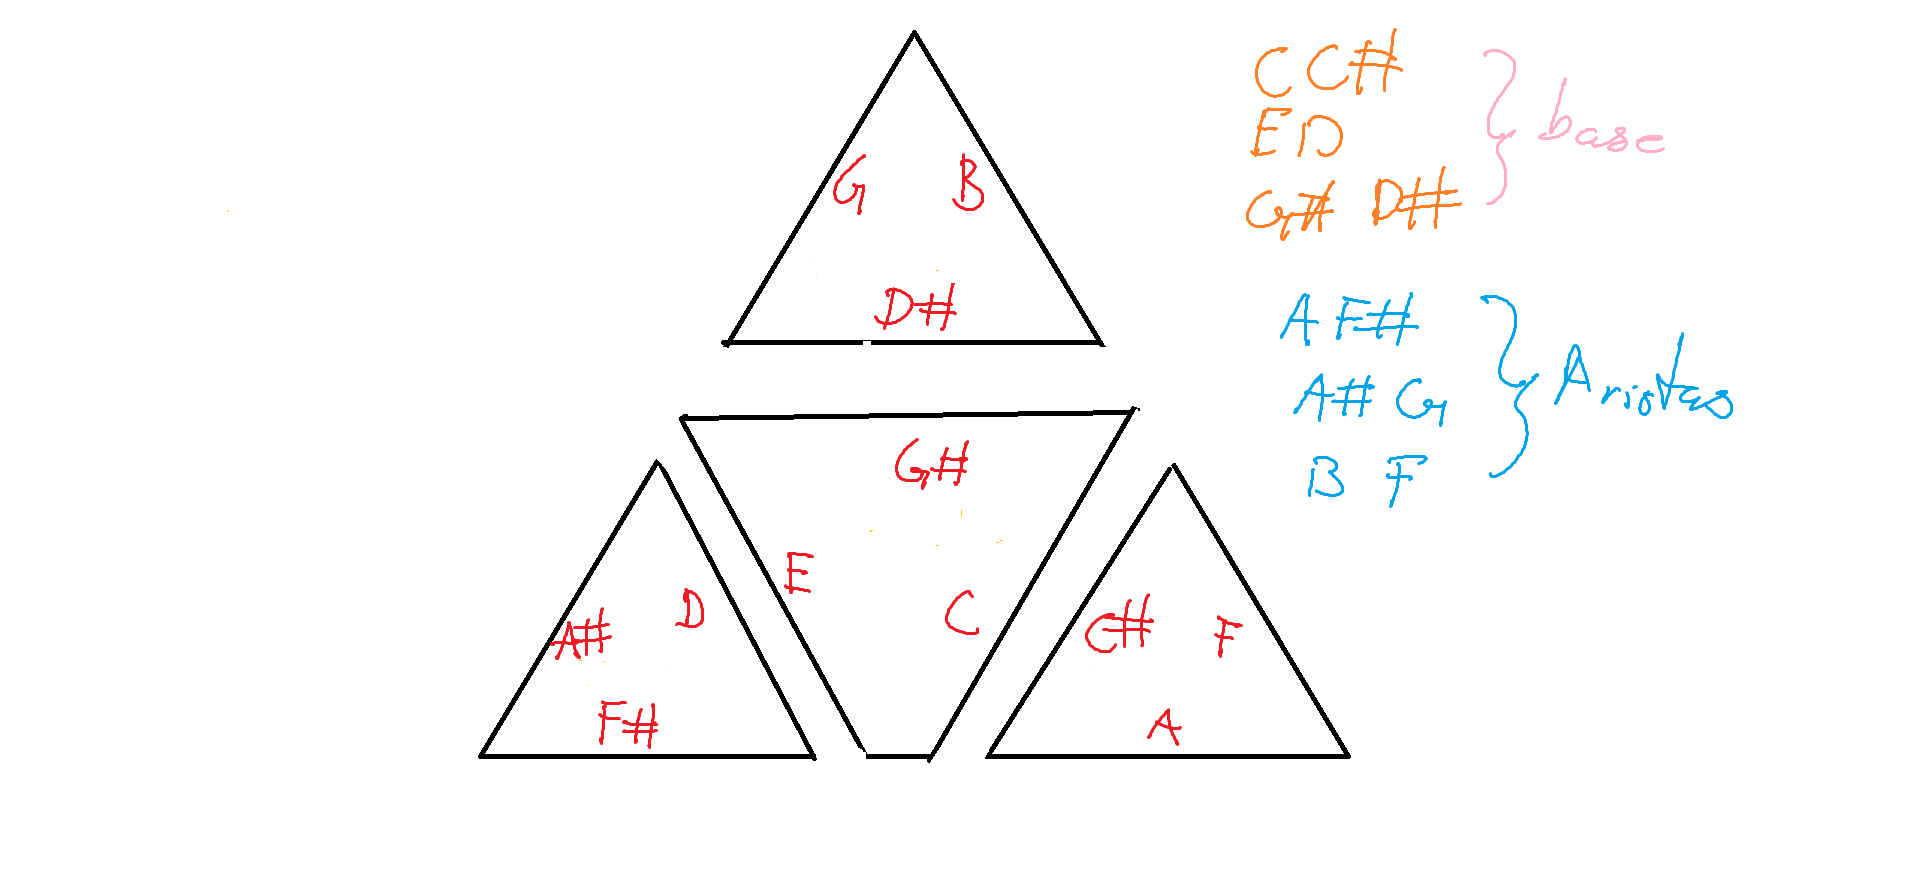 G B
D#
G#
E C
A# D
F#
C# F
A
C C#
E D
G# D#
base
A F#
A# G
B F
Aristas